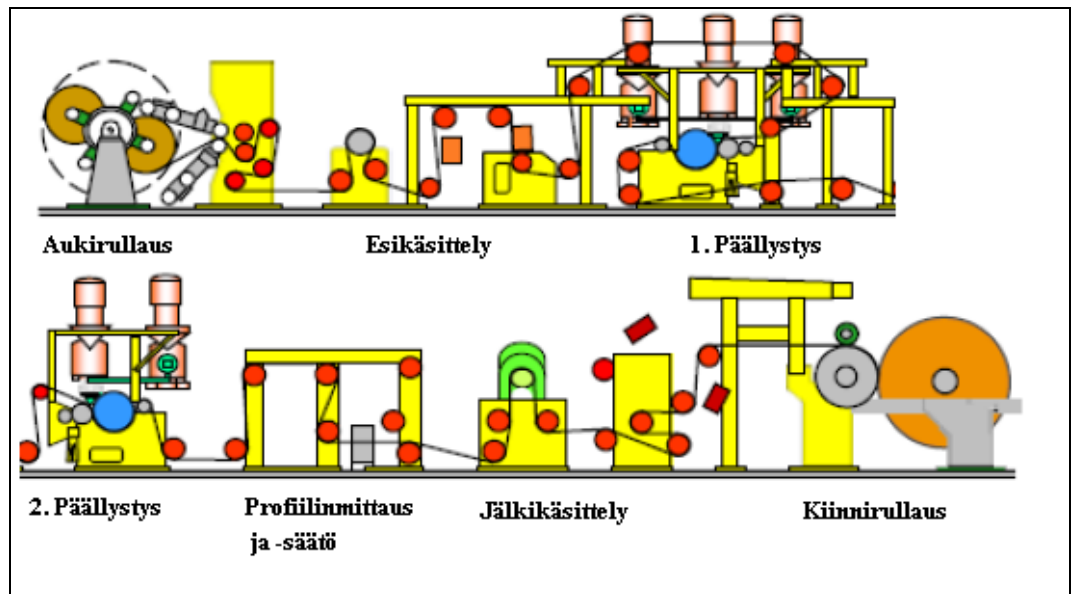 Aukirullaus
Esikäsittely
1. Päällystys
2. Päällystys
Profiilinmittaus
ja -säätö
Jälkikäsittely
Kiinnirullaus